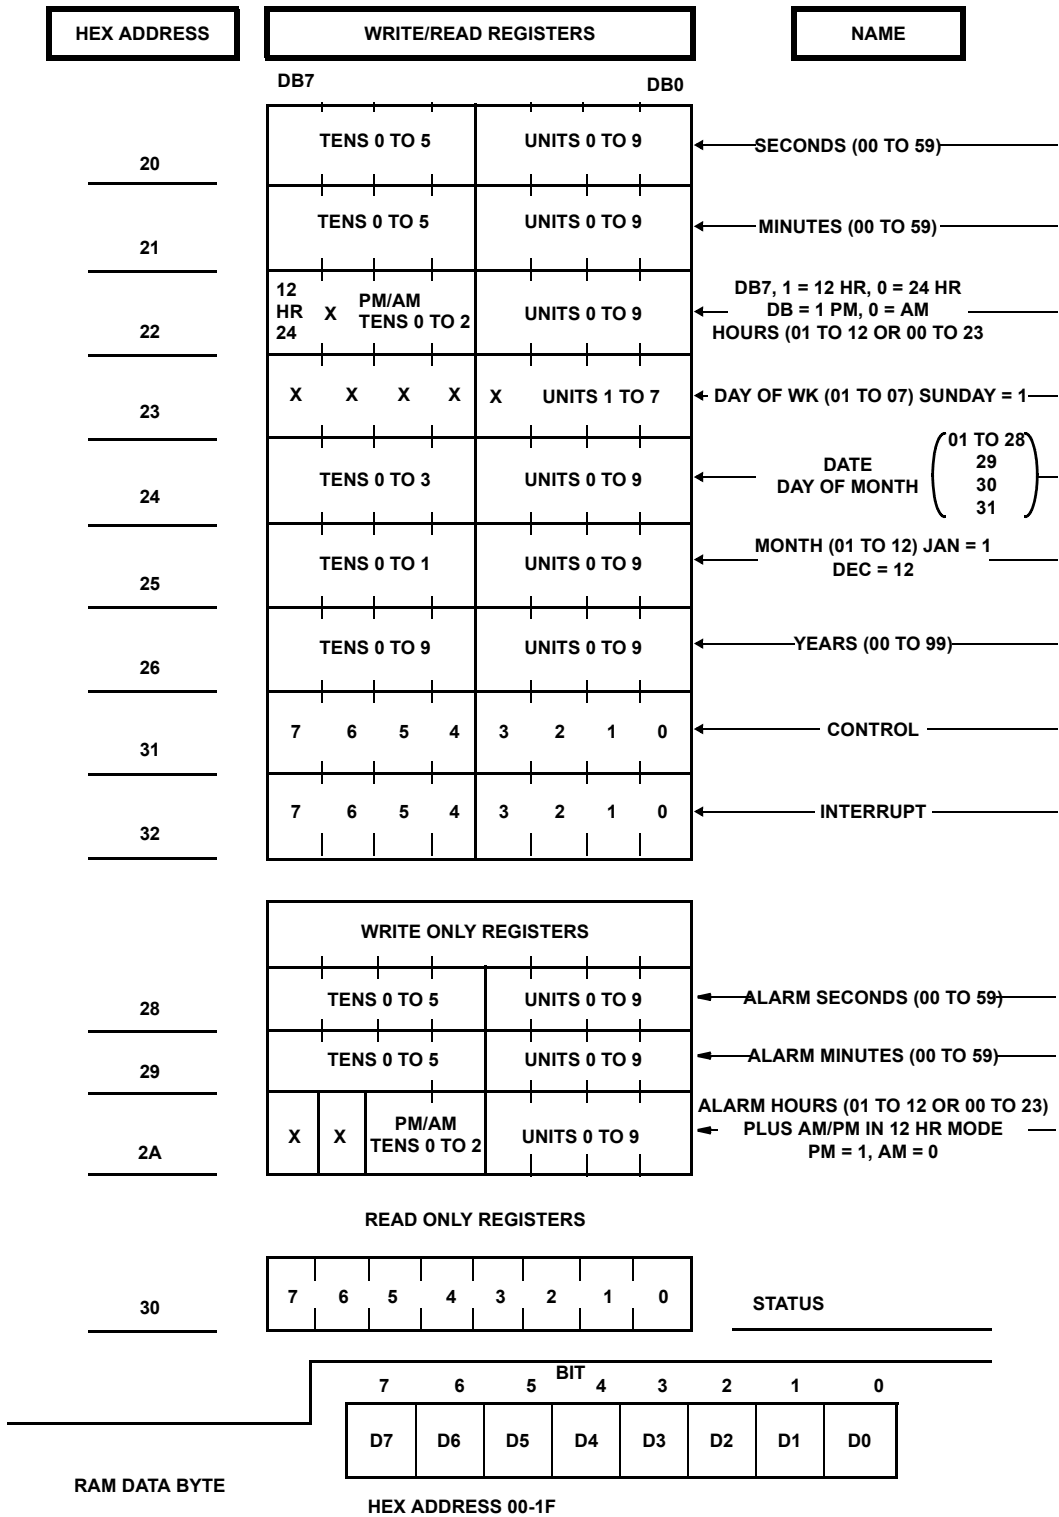 HEX ADDRESS WRITE/READ REGISTERS NAME
DB7 DB0
20 TENS 0 TO 5 UNITS 0 TO 9 SECONDS (00 TO 59)
21 TENS 0 TO 5 UNITS 0 TO 9 MINUTES (00 TO 59)
22
12
HR
24
X
PM/AM
TENS 0 TO 2
UNITS 0 TO 9
DB7, 1 = 12 HR, 0 = 24 HR
DB = 1 PM, 0 = AM
HOURS (01 TO 12 OR 00 TO 23
23 X X X X X UNITS 1 TO 7 DAY OF WK (01 TO 07) SUNDAY = 1
24 TENS 0 TO 3 UNITS 0 TO 9
DATE
DAY OF MONTH
01 TO 28
29
30
31
25 TENS 0 TO 1 UNITS 0 TO 9
MONTH (01 TO 12) JAN = 1
DEC = 12
26 TENS 0 TO 9 UNITS 0 TO 9 YEARS (00 TO 99)
31 7 6 5 4 3 2 1 0 CONTROL
32 7 6 5 4 3 2 1 0 INTERRUPT
WRITE ONLY REGISTERS
28 TENS 0 TO 5 UNITS 0 TO 9 ALARM SECONDS (00 TO 59)
29 TENS 0 TO 5 UNITS 0 TO 9 ALARM MINUTES (00 TO 59)
2A X X
PM/AM
TENS 0 TO 2
UNITS 0 TO 9
ALARM HOURS (01 TO 12 OR 00 TO 23)
PLUS AM/PM IN 12 HR MODE
PM = 1, AM = 0
READ ONLY REGISTERS
30 7 6 5 4 3 2 1 0 STATUS
BIT
7 6 5 4 3 2 1 0
D7 D6 D5 D4 D3 D2 D1 D0
RAM DATA BYTE
HEX ADDRESS 00-1F